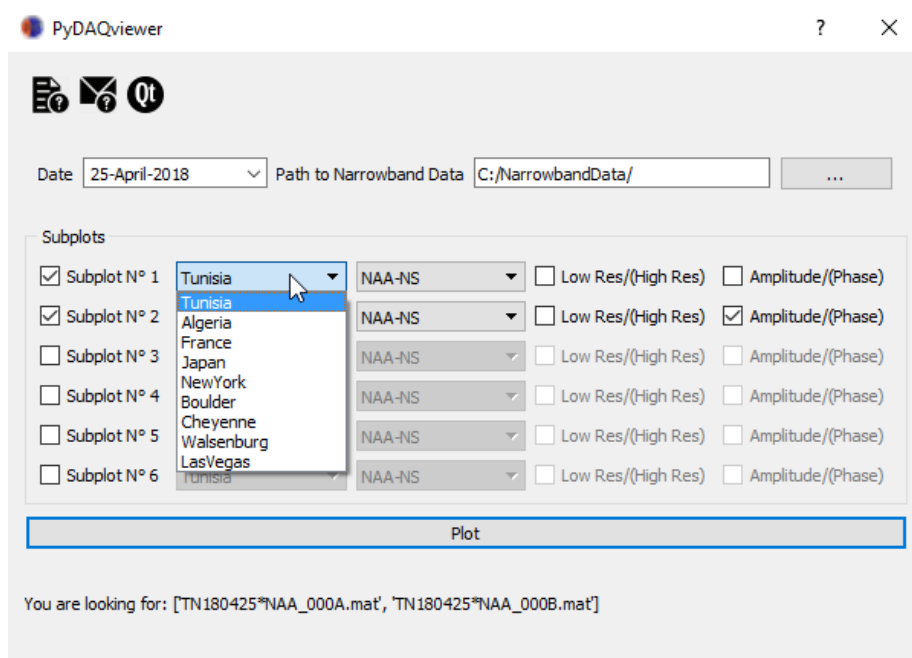 PyDAQviewer ?
Qt
Date 25-April-2018 Path to Narrowband Data C:/NarrowbandData/ ...
Subplots
Subplot N° 1 Tunisia NAA-NS Low Res/(High Res) Amplitude/(Phase)
Tunisia
Subplot N° 2 Algeria NAA-NS Low Res/(High Res) Amplitude/(Phase)
France
Subplot N° 3 Japan NAA-NS Low Res/(High Res) Amplitude/(Phase)
NewYork
Subplot N° 4 Boulder NAA-NS Low Res/(High Res) Amplitude/(Phase)
Cheyenne
Subplot N° 5 Walsenburg NAA-NS Low Res/(High Res) Amplitude/(Phase)
LasVegas
Subplot N° 6 Tunisia NAA-NS Low Res/(High Res) Amplitude/(Phase)
Plot
You are looking for: ['TN180425*NAA_000A.mat', 'TN180425*NAA_000B.mat']